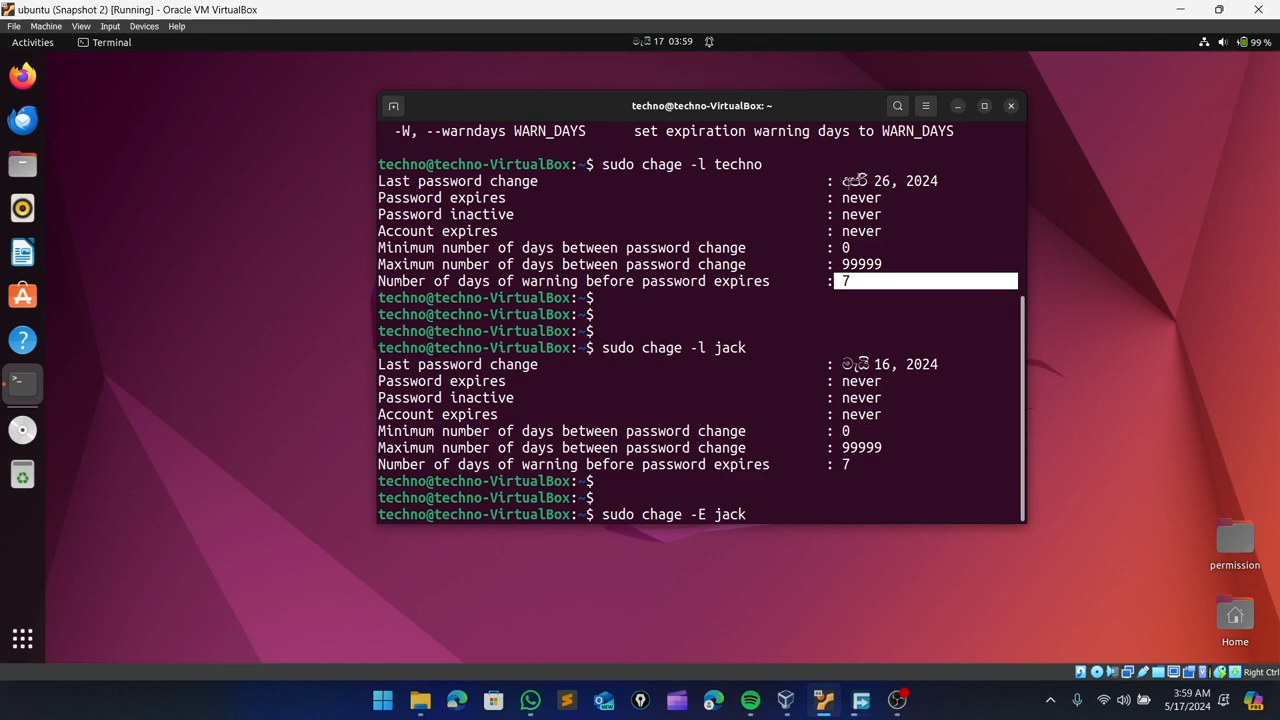 ubuntu (Snapshot 2) [Running] - Oracle VM VirtualBox
File Machine View Input Devices Help
Activities Terminal මැයි 17 03:59 99 %
techno@techno-VirtualBox: ~
-W, --warndays WARN_DAYS set expiration warning days to WARN_DAYS
techno@techno-VirtualBox:~$ sudo chage -l techno
Last password change : අප්‍රේල් 26, 2024
Password expires : never
Password inactive : never
Account expires : never
Minimum number of days between password change : 0
Maximum number of days between password change : 99999
Number of days of warning before password expires : 7
techno@techno-VirtualBox:~$
techno@techno-VirtualBox:~$
techno@techno-VirtualBox:~$
techno@techno-VirtualBox:~$ sudo chage -l jack
Last password change : මැයි 16, 2024
Password expires : never
Password inactive : never
Account expires : never
Minimum number of days between password change : 0
Maximum number of days between password change : 99999
Number of days of warning before password expires : 7
techno@techno-VirtualBox:~$
techno@techno-VirtualBox:~$
techno@techno-VirtualBox:~$ sudo chage -E jack
permission
Home
Right Ctrl
3:59 AM
5/17/2024